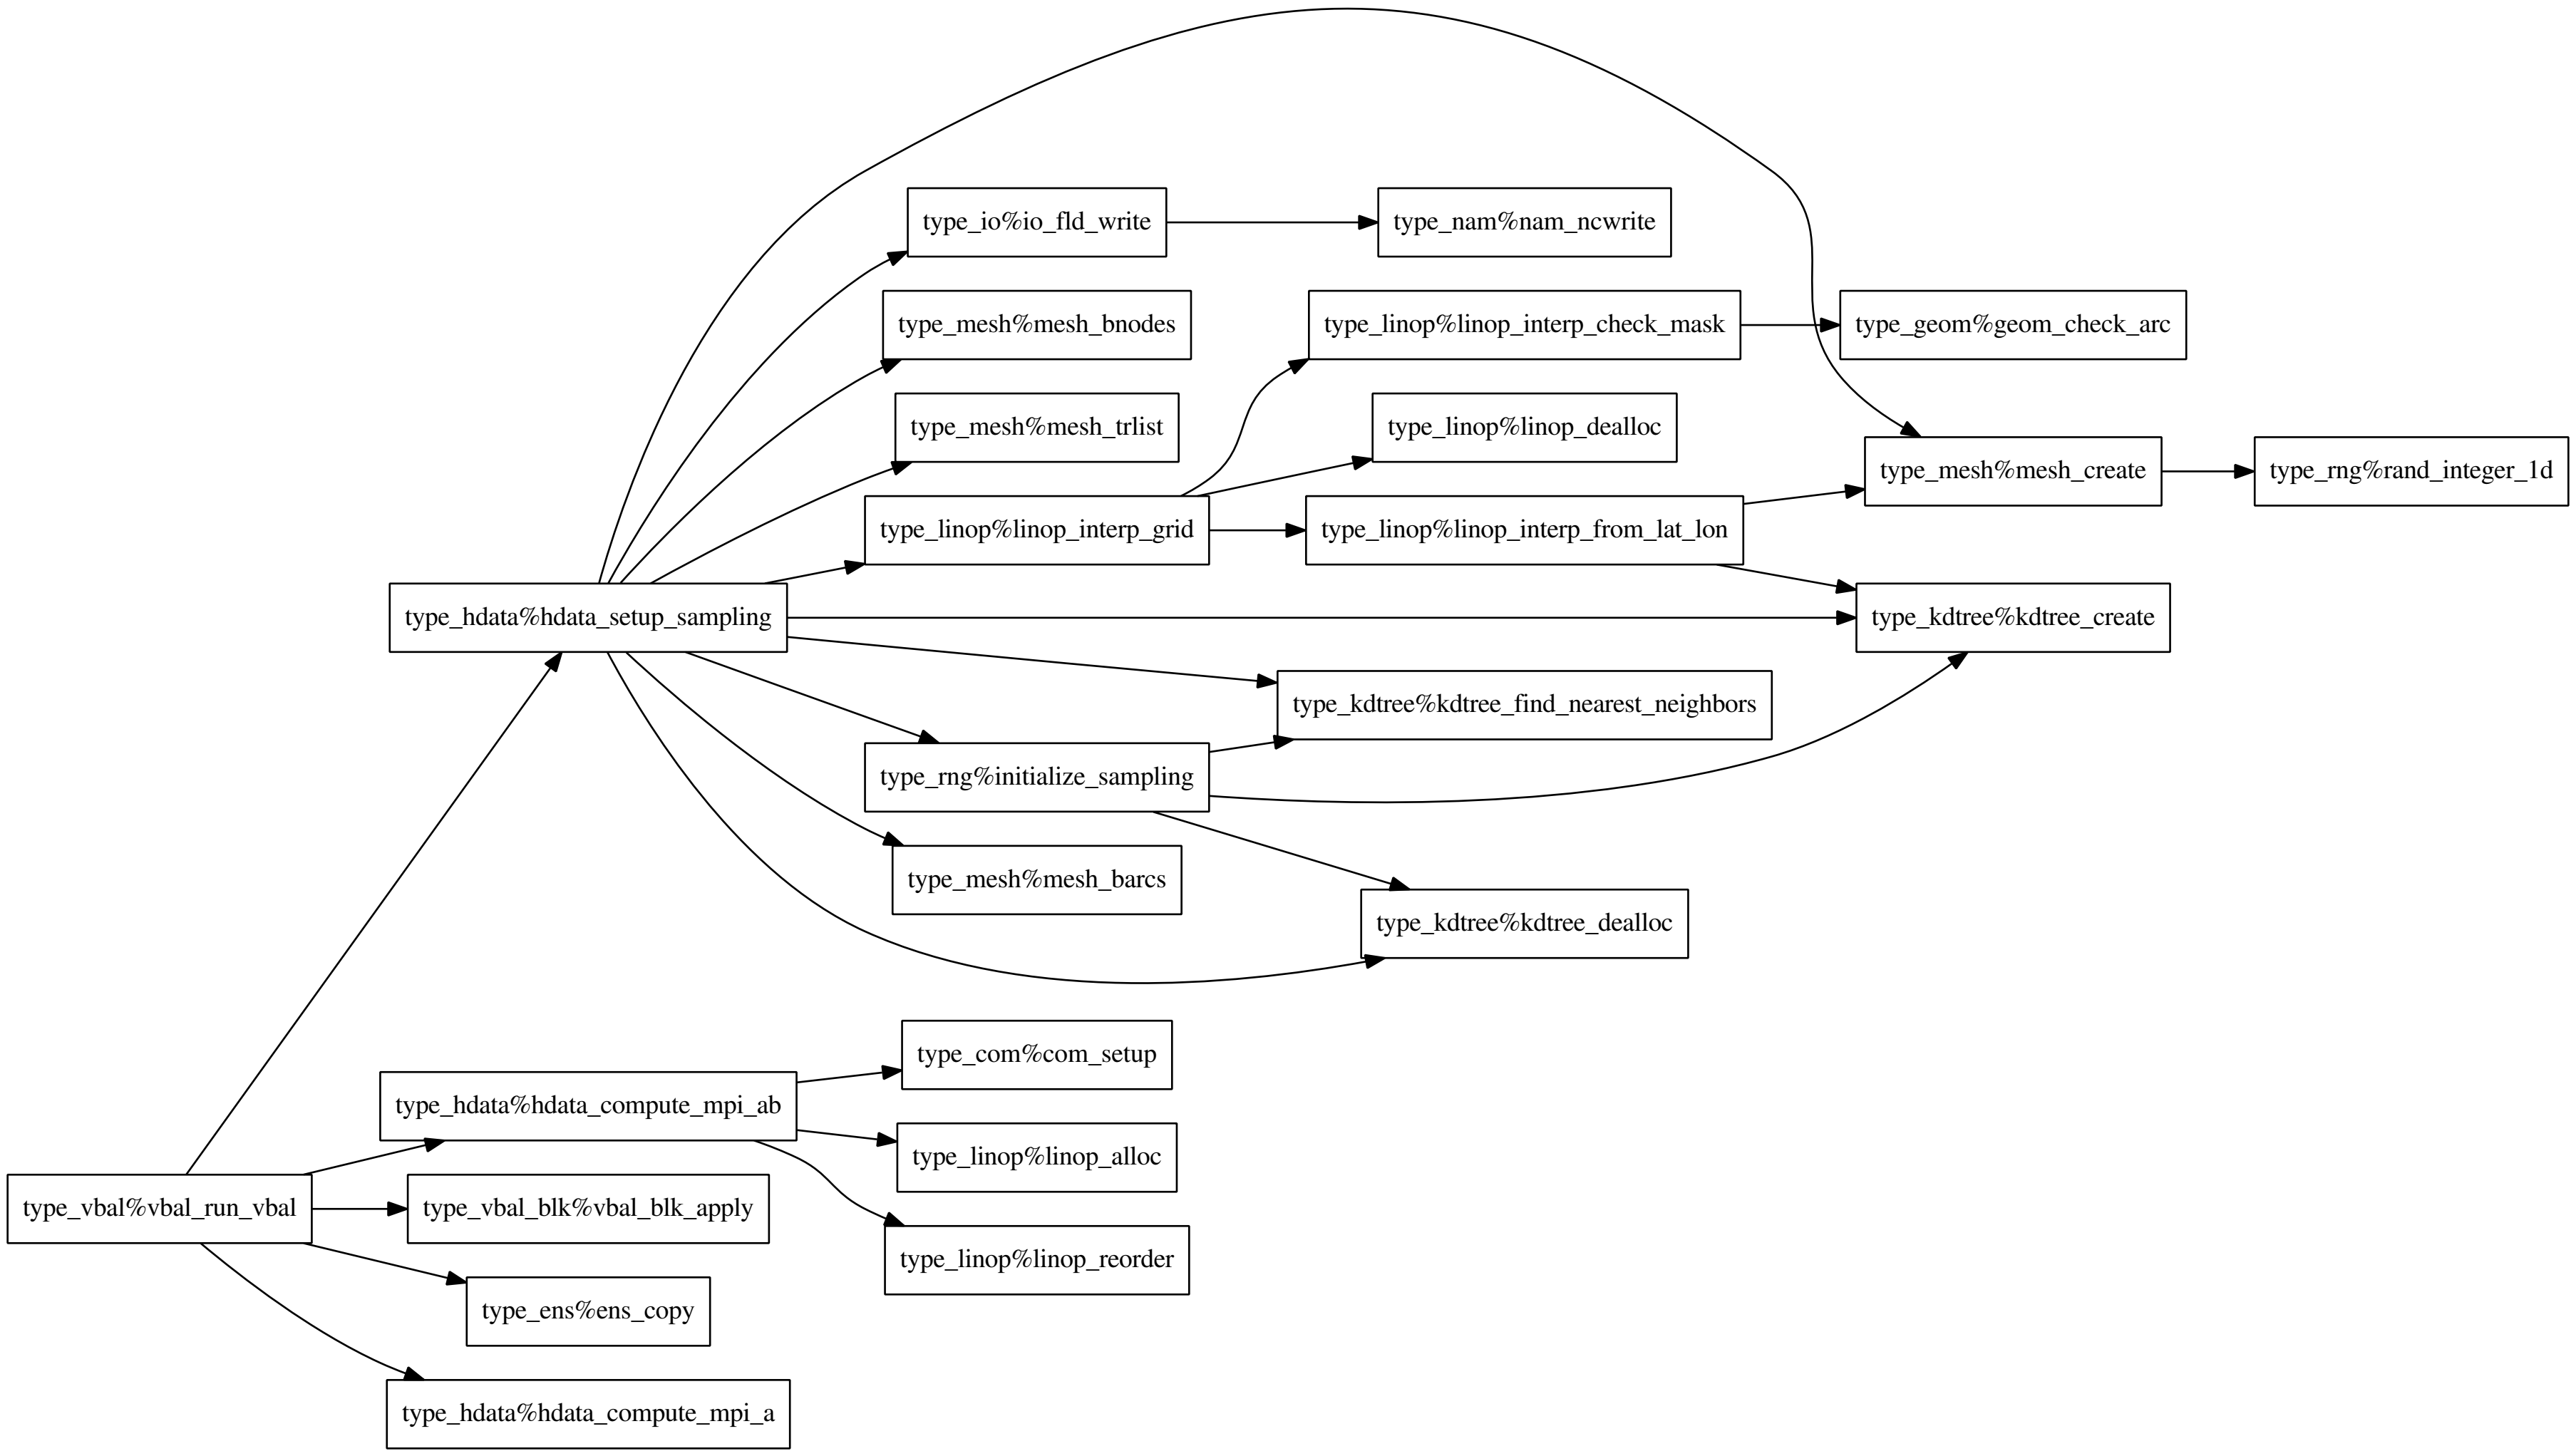 type_io%io_fld_write
type_nam%nam_ncwrite
type_mesh%mesh_bnodes
type_linop%linop_interp_check_mask
type_geom%geom_check_arc
type_mesh%mesh_trlist
type_linop%linop_dealloc
type_mesh%mesh_create
type_rng%rand_integer_1d
type_linop%linop_interp_grid
type_linop%linop_interp_from_lat_lon
type_hdata%hdata_setup_sampling
type_kdtree%kdtree_create
type_kdtree%kdtree_find_nearest_neighbors
type_rng%initialize_sampling
type_mesh%mesh_barcs
type_kdtree%kdtree_dealloc
type_com%com_setup
type_hdata%hdata_compute_mpi_ab
type_linop%linop_alloc
type_vbal%vbal_run_vbal
type_vbal_blk%vbal_blk_apply
type_linop%linop_reorder
type_ens%ens_copy
type_hdata%hdata_compute_mpi_a